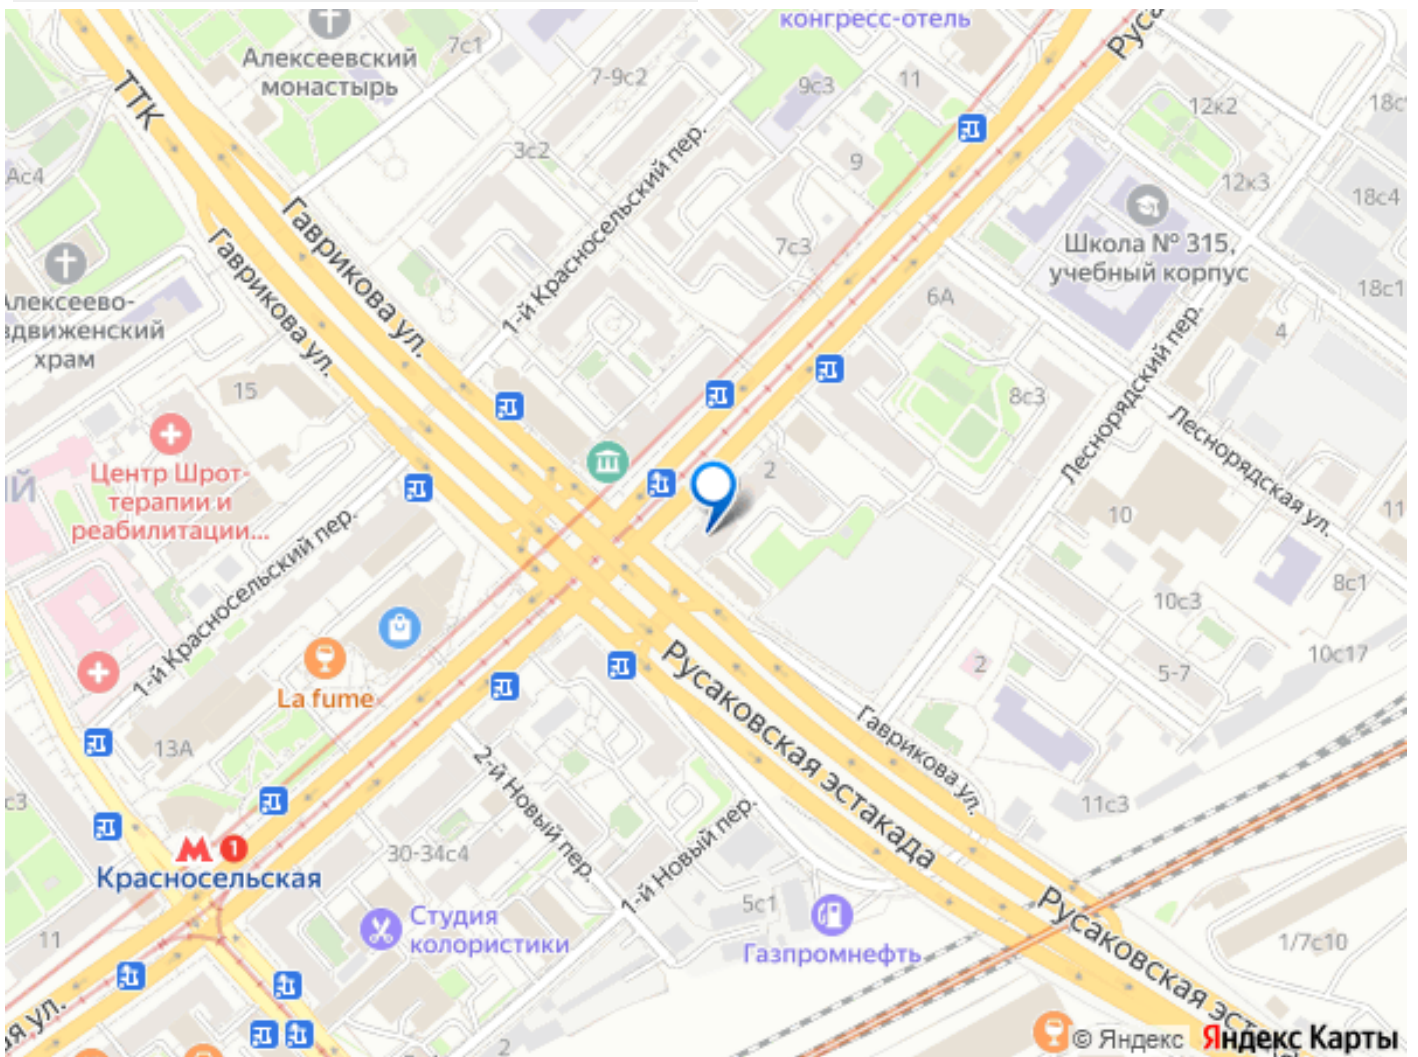 конгресс-отель
Руса
7с1
Алексеевский
монастырь
7-9с2
9с3
11
12к2
18с
ТТК
Ас4
3с2
1-й Красносельский пер.
9
12к3
18с4
Гаврикова ул.
Гаврикова ул.
7с3
Школа № 315,
учебный корпус
18с1
Алексеево-
здвиженский
храм
6А
4
Леснорядский пер.
15
8с3
Леснорядская ул.
ИЙ
Центр Шрот-
терапии и
реабилитации...
2
10
11
1-й Красносельский пер.
8с1
10с3
10с17
2
5-7
La fume
Русаковская эстакада
Гаврикова ул.
13А
2-й Новый пер.
с3
11с3
М 1
Красносельская
30-34с4
1-й Новый пер.
5с1
Студия
колористики
Газпромнефть
Русаковская эст
11
1/7с10
ая ул.
2
© Яндекс Яндекс Карты